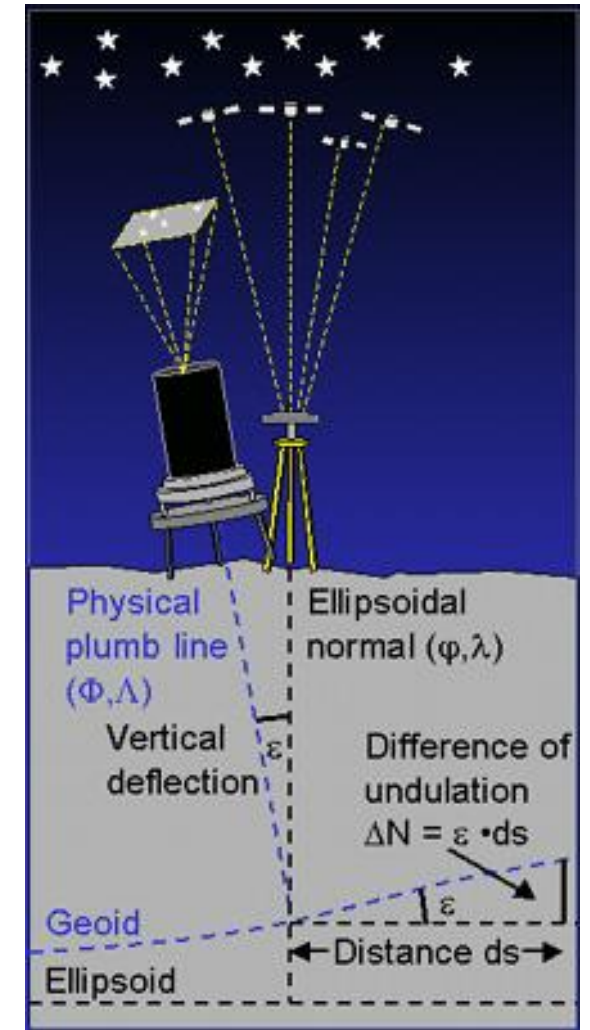 Physical
plumb line
(Φ,Λ)
Ellipsoidal
normal (φ,λ)
Vertical
deflection
ε
Difference of
undulation
ΔN = ε •ds
ε
Geoid
Distance ds
Ellipsoid